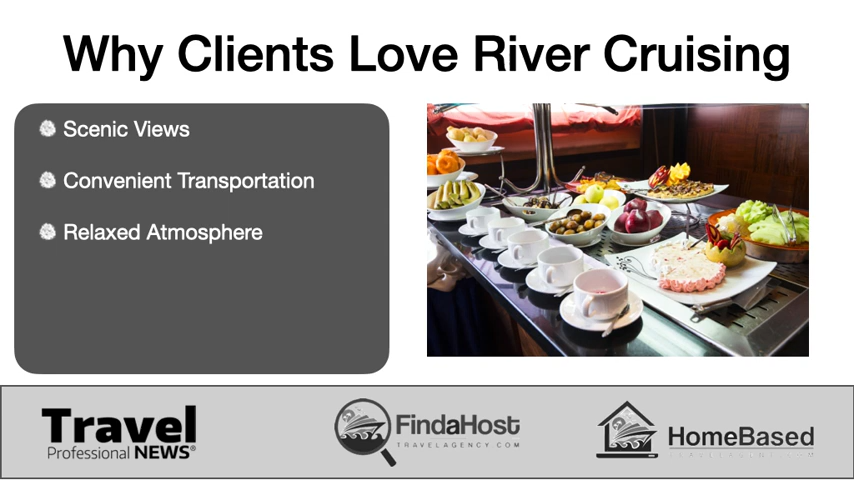 Why Clients Love River Cruising
Scenic Views
Convenient Transportation
Relaxed Atmosphere
Travel
Professional NEWS®
FindaHost
TRAVELAGENCY.COM
HomeBased